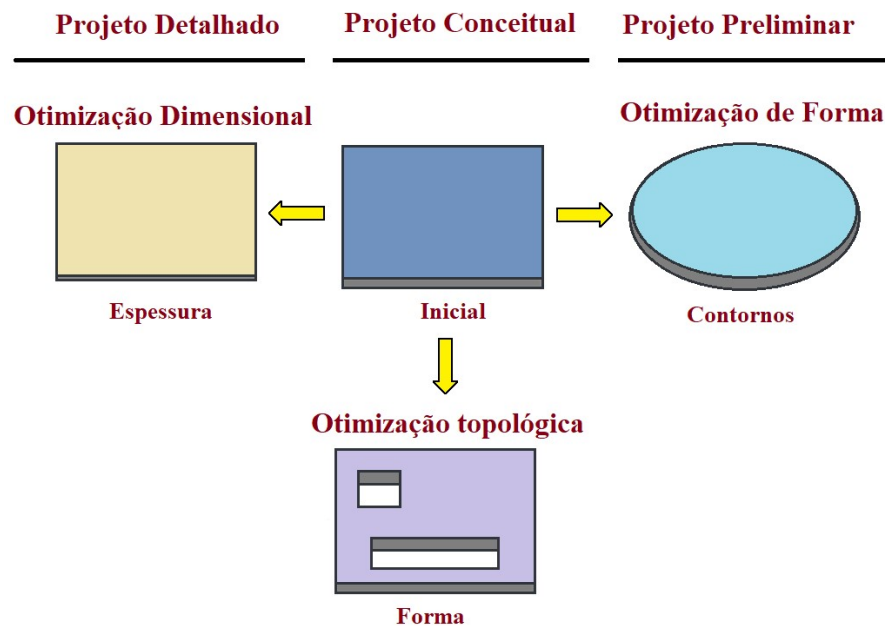 Projeto Detalhado
Projeto Conceitual
Projeto Preliminar
Otimização Dimensional
Otimização de Forma
Espessura
Inicial
Contornos
Otimização topológica
Forma